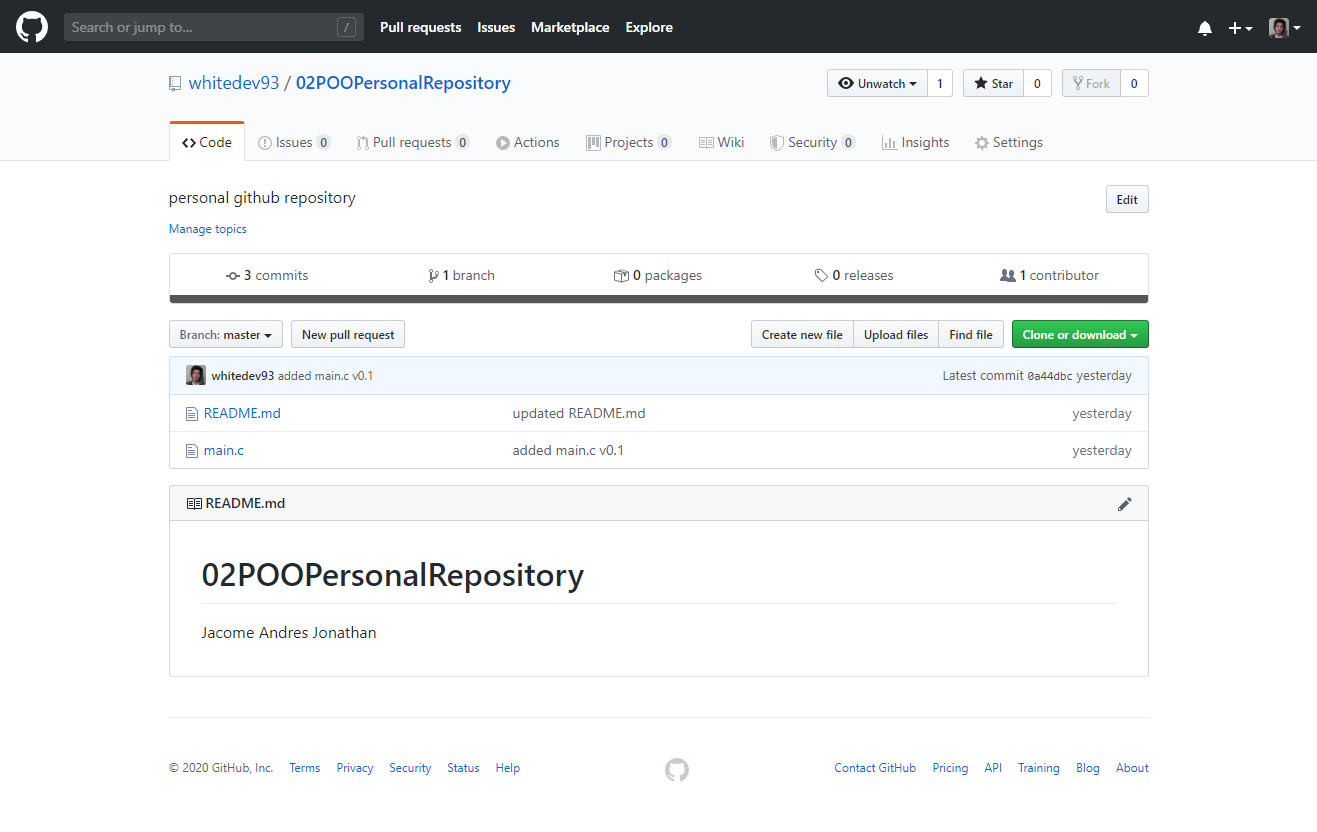 Search or jump to... / Pull requests Issues Marketplace Explore
whitedev93 / 02POOPersonalRepository Unwatch 1 Star 0 Fork 0
Code Issues 0 Pull requests 0 Actions Projects 0 Wiki Security 0 Insights Settings
personal github repository Edit
Manage topics
3 commits 1 branch 0 packages 0 releases 1 contributor
Branch: master New pull request Create new file Upload files Find file Clone or download
whitedev93 added main.c v0.1 Latest commit 0a44dbc yesterday
README.md updated README.md yesterday
main.c added main.c v0.1 yesterday
README.md
02POOPersonalRepository
Jacome Andres Jonathan
© 2020 GitHub, Inc. Terms Privacy Security Status Help Contact GitHub Pricing API Training Blog About